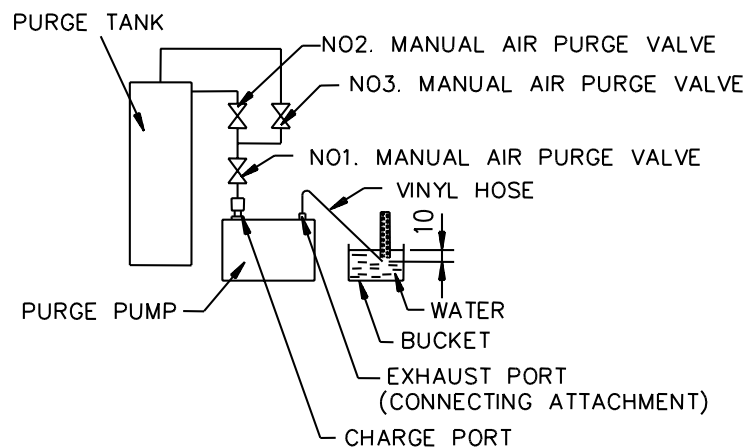 PURGE TANK
NO2. MANUAL AIR PURGE VALVE
NO3. MANUAL AIR PURGE VALVE
NO1. MANUAL AIR PURGE VALVE
VINYL HOSE
10
PURGE PUMP
WATER
BUCKET
EXHAUST PORT
(CONNECTING ATTACHMENT)
CHARGE PORT